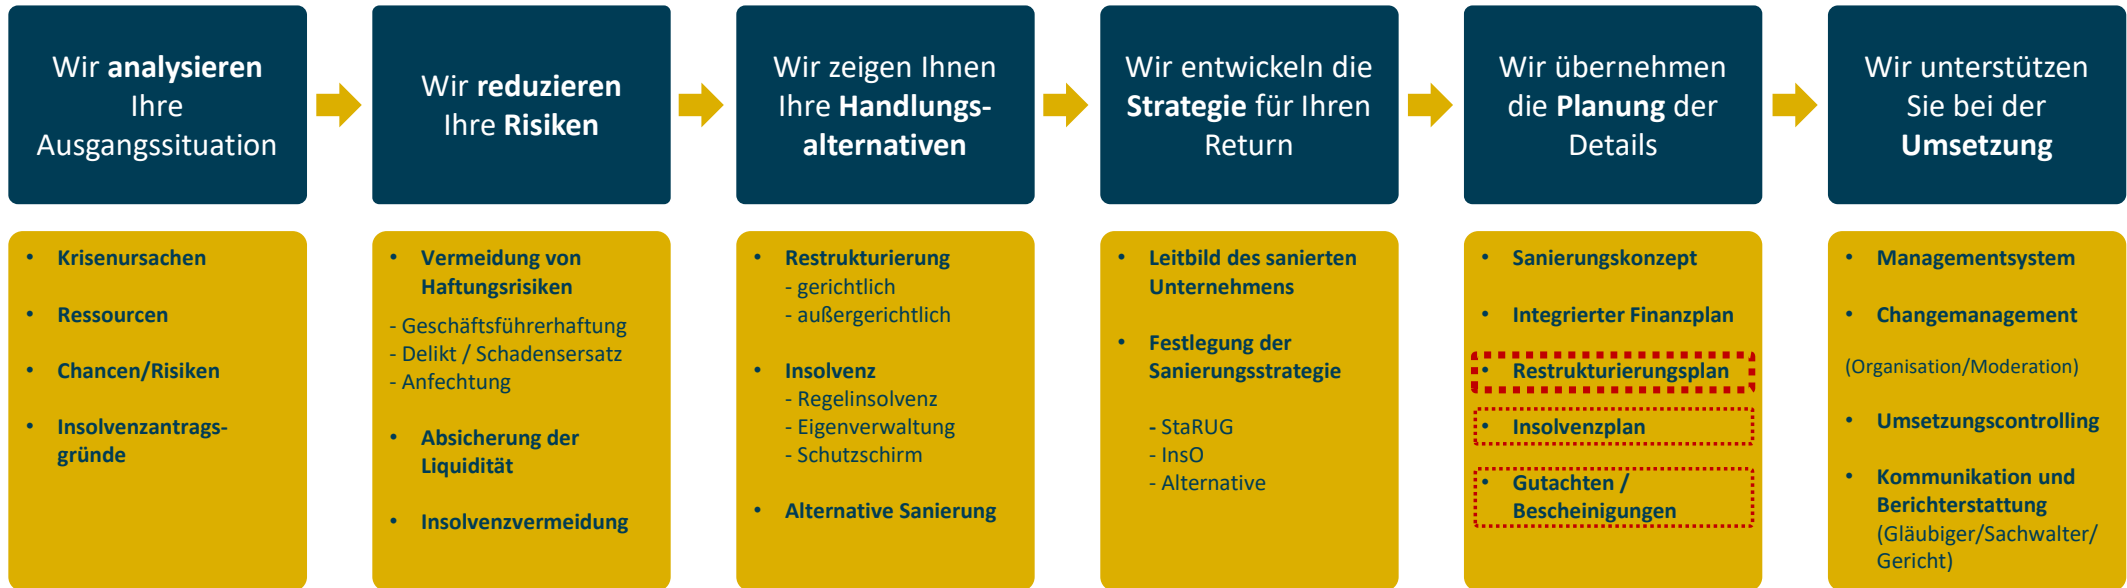 Wir analysieren
Ihre
Ausgangssituation
Wir reduzieren
Ihre Risiken
Wir zeigen Ihnen
Ihre Handlungs-
alternativen
Wir entwickeln die
Strategie für Ihren
Return
Wir übernehmen
die Planung der
Details
Wir unterstützen
Sie bei der
Umsetzung
• Krisenursachen
• Ressourcen
• Chancen/Risiken
• Insolvenzantrags-
gründe
• Vermeidung von
Haftungsrisiken
- Geschäftsführerhaftung
- Delikt / Schadensersatz
- Anfechtung
• Absicherung der
Liquidität
• Insolvenzvermeidung
• Restrukturierung
- gerichtlich
- außergerichtlich
• Insolvenz
- Regelinsolvenz
- Eigenverwaltung
- Schutzschirm
• Alternative Sanierung
• Leitbild des sanierten
Unternehmens
• Festlegung der
Sanierungsstrategie
- StaRUG
- InsO
- Alternative
• Sanierungskonzept
• Integrierter Finanzplan
• Restrukturierungsplan
• Insolvenzplan
• Gutachten /
Bescheinigungen
• Managementsystem
• Changemanagement
(Organisation/Moderation)
• Umsetzungscontrolling
• Kommunikation und
Berichterstattung
(Gläubiger/Sachwalter/
Gericht)